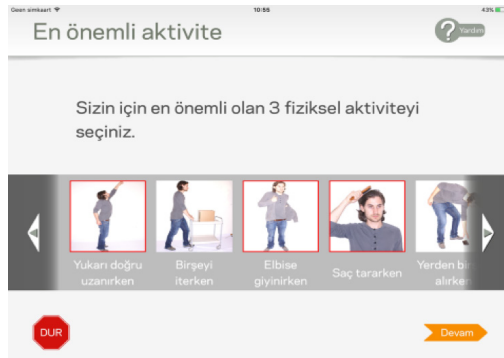 Geen simkaart
10:55
43%
En önemli aktivite
Yardım
Sizin için en önemli olan 3 fiziksel aktiviteyi
seçiniz.
Yukarı doğru
uzanırken
Birşeyi
iterken
Elbise
giyinirken
Saç tararken
Yerden bir
alırken
DUR
Devam